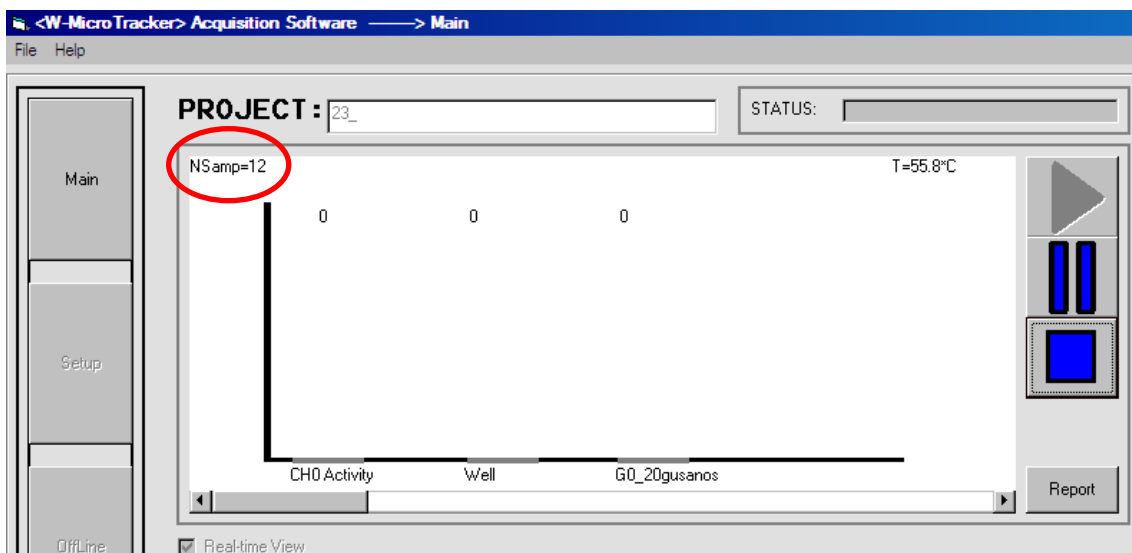 <W-MicroTracker> Acquisition Software ----> Main
File Help
PROJECT: 23_
STATUS:
Main
NSamp=12
T=55.8ºC
0 0 0
Setup
CH0 Activity Well G0_20gusanos
Report
OffLine
Real-time View